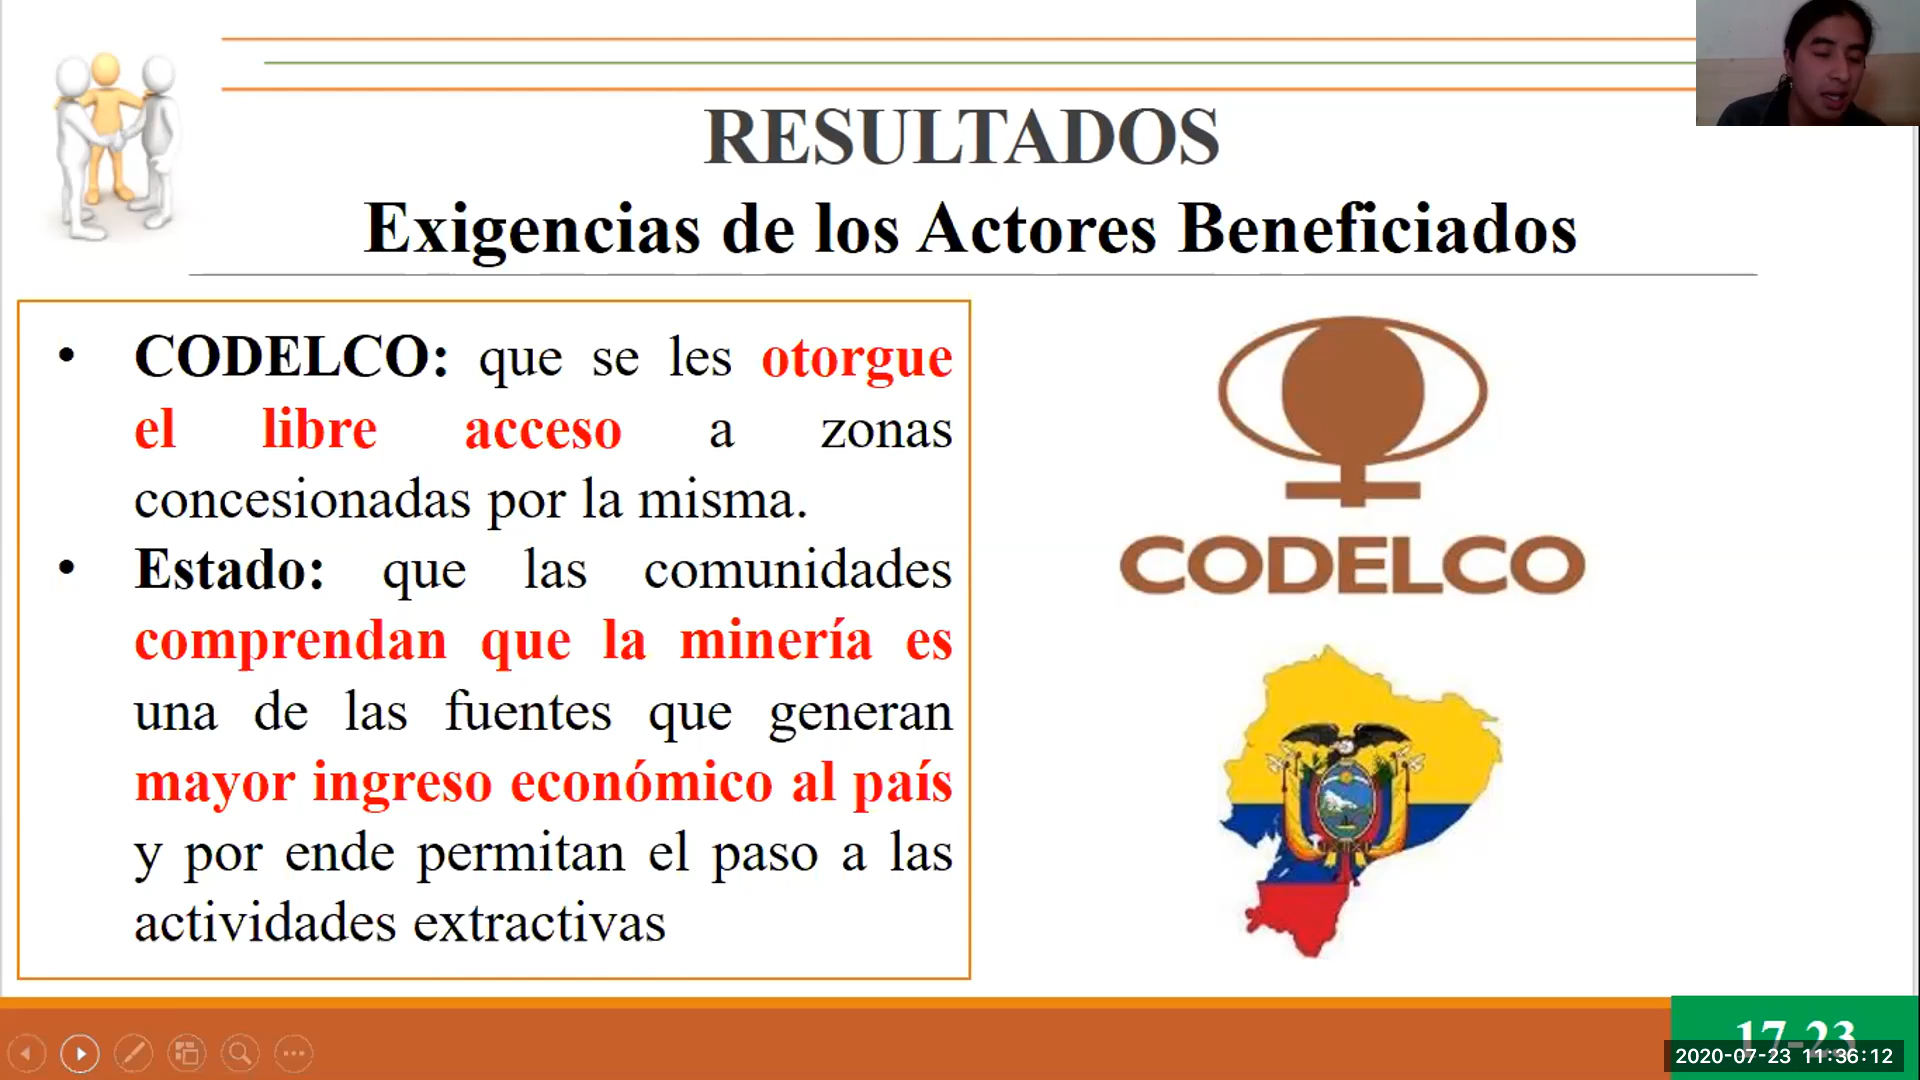 RESULTADOS
Exigencias de los Actores Beneficiados
• CODELCO: que se les otorgue
el libre acceso a zonas
concesionadas por la misma.
• Estado: que las comunidades
comprendan que la minería es
una de las fuentes que generan
mayor ingreso económico al país
y por ende permitan el paso a las
actividades extractivas
CODELCO
17-23
2020-07-23 11:36:12